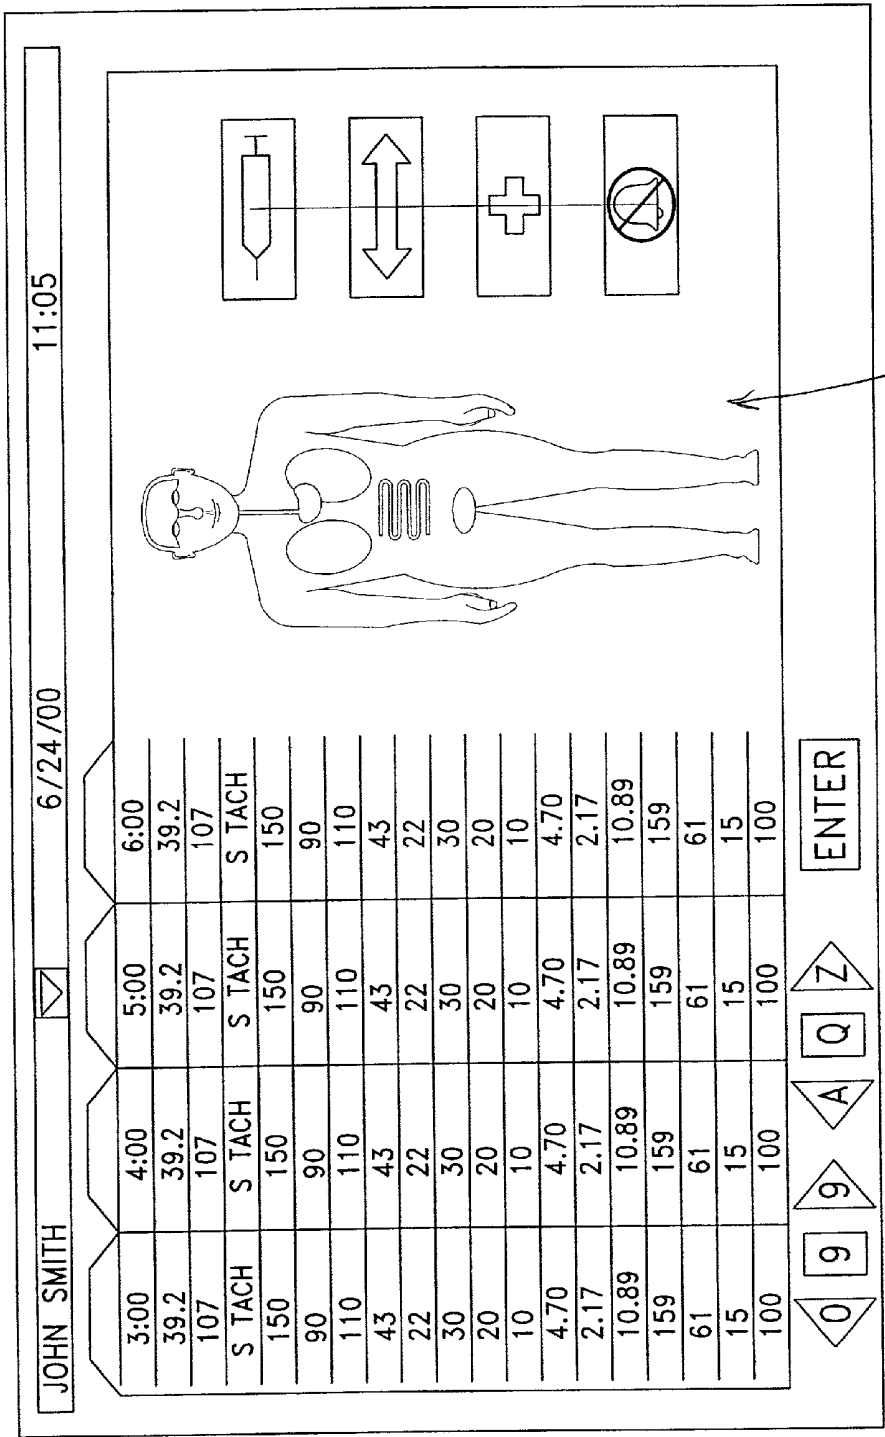 JOHN SMITH 6/24/00 11:05
3:00 4:00 5:00 6:00
39.2 39.2 39.2 39.2
107 107 107 107
S TACH S TACH S TACH S TACH
150 150 150 150
90 90 90 90
110 110 110 110
43 43 43 43
22 22 22 22
30 30 30 30
20 20 20 20
10 10 10 10
4.70 4.70 4.70 4.70
2.17 2.17 2.17 2.17
10.89 10.89 10.89 10.89
159 159 159 159
61 61 61 61
15 15 15 15
100 100 100 100
0 9 9 A Q Z ENTER